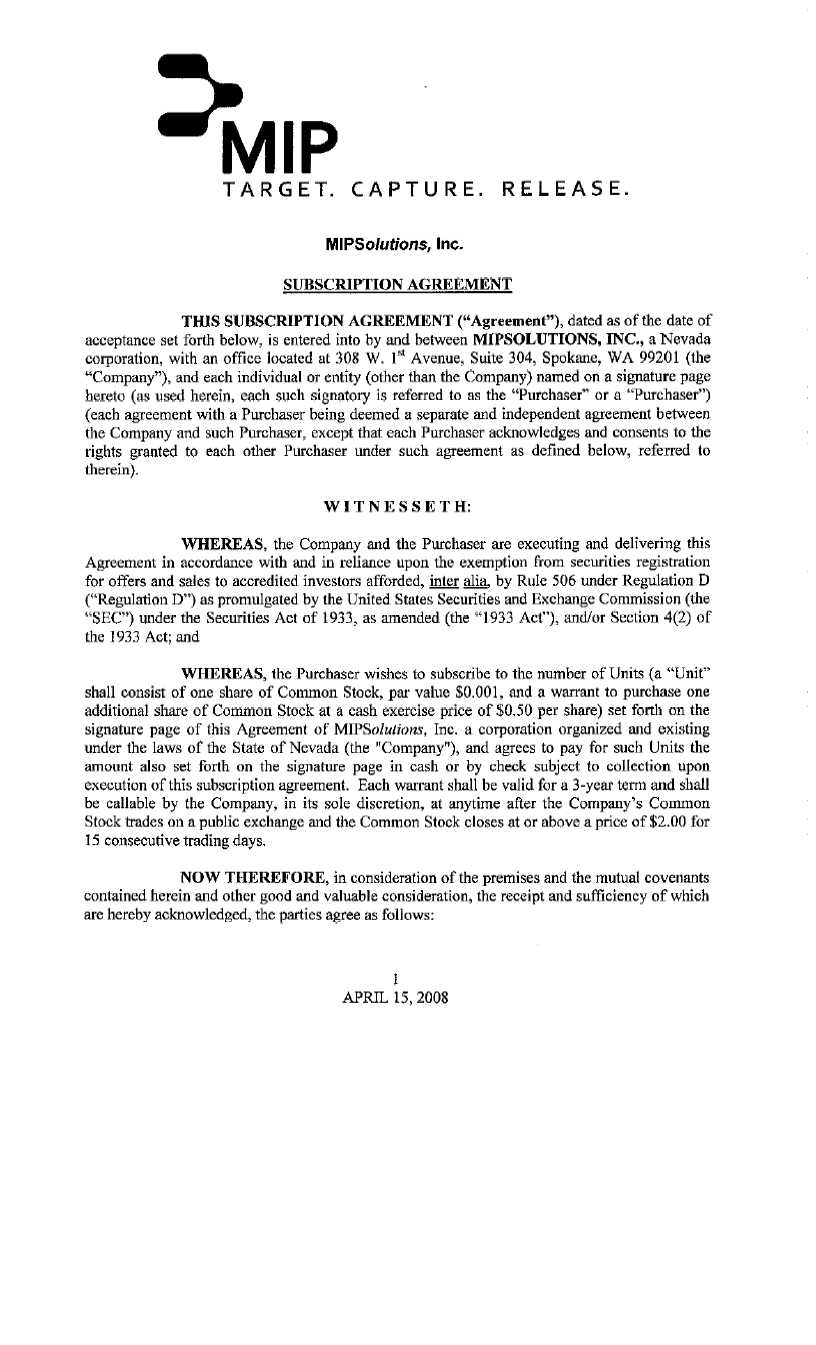 MIP
TARGET. CAPTURE. RELEASE.
MIPSolutions, Inc.
SUBSCRIPTION AGREEMENT
THIS SUBSCRIPTION AGREEMENT (“Agreement”), dated as of the date of
acceptance set forth below, is entered into by and between MIPSOLUTIONS, INC., a Nevada
corporation, with an office located at 308 W. 1st Avenue, Suite 304, Spokane, WA 99201 (the
“Company”), and each individual or entity (other than the Company) named on a signature page
hereto (as used herein, each such signatory is referred to as the “Purchaser” or a “Purchaser”)
(each agreement with a Purchaser being deemed a separate and independent agreement between
the Company and such Purchaser, except that each Purchaser acknowledges and consents to the
rights granted to each other Purchaser under such agreement as defined below, referred to
therein).
W I T N E S S E T H:
WHEREAS, the Company and the Purchaser are executing and delivering this
Agreement in accordance with and in reliance upon the exemption from securities registration
for offers and sales to accredited investors afforded, inter alia, by Rule 506 under Regulation D
(“Regulation D”) as promulgated by the United States Securities and Exchange Commission (the
“SEC”) under the Securities Act of 1933, as amended (the “1933 Act”), and/or Section 4(2) of
the 1933 Act; and
WHEREAS, the Purchaser wishes to subscribe to the number of Units (a “Unit”
shall consist of one share of Common Stock, par value $0.001, and a warrant to purchase one
additional share of Common Stock at a cash exercise price of $0.50 per share) set forth on the
signature page of this Agreement of MIPSolutions, Inc. a corporation organized and existing
under the laws of the State of Nevada (the "Company"), and agrees to pay for such Units the
amount also set forth on the signature page in cash or by check subject to collection upon
execution of this subscription agreement. Each warrant shall be valid for a 3-year term and shall
be callable by the Company, in its sole discretion, at anytime after the Company’s Common
Stock trades on a public exchange and the Common Stock closes at or above a price of $2.00 for
15 consecutive trading days.
NOW THEREFORE, in consideration of the premises and the mutual covenants
contained herein and other good and valuable consideration, the receipt and sufficiency of which
are hereby acknowledged, the parties agree as follows:
1
APRIL 15, 2008